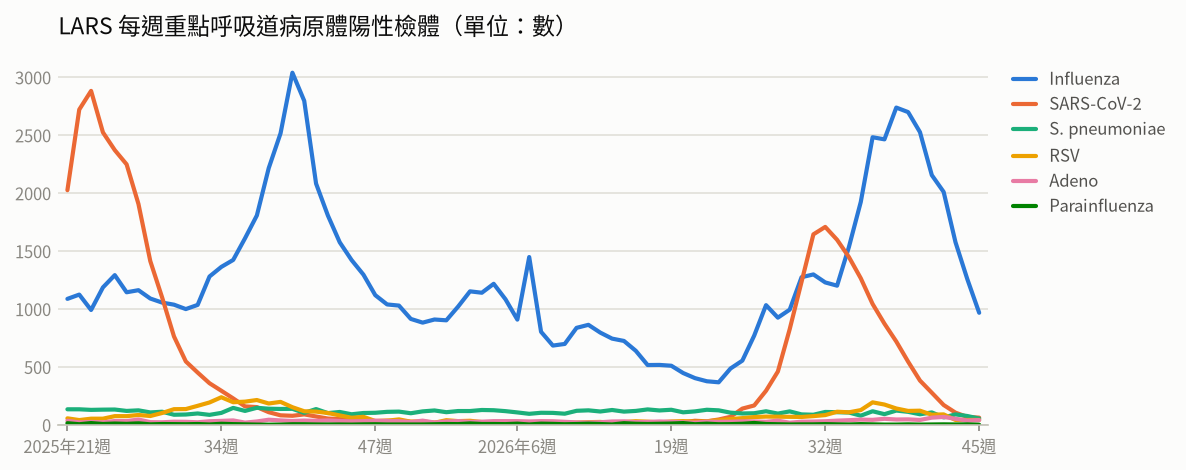 LARS 每週重點呼吸道病原體陽性檢體（單位：數）
3000
2500
2000
1500
1000
500
0
2025年21週
34週
47週
2026年6週
19週
32週
45週
Influenza
SARS-CoV-2
S. pneumoniae
RSV
Adeno
Parainfluenza